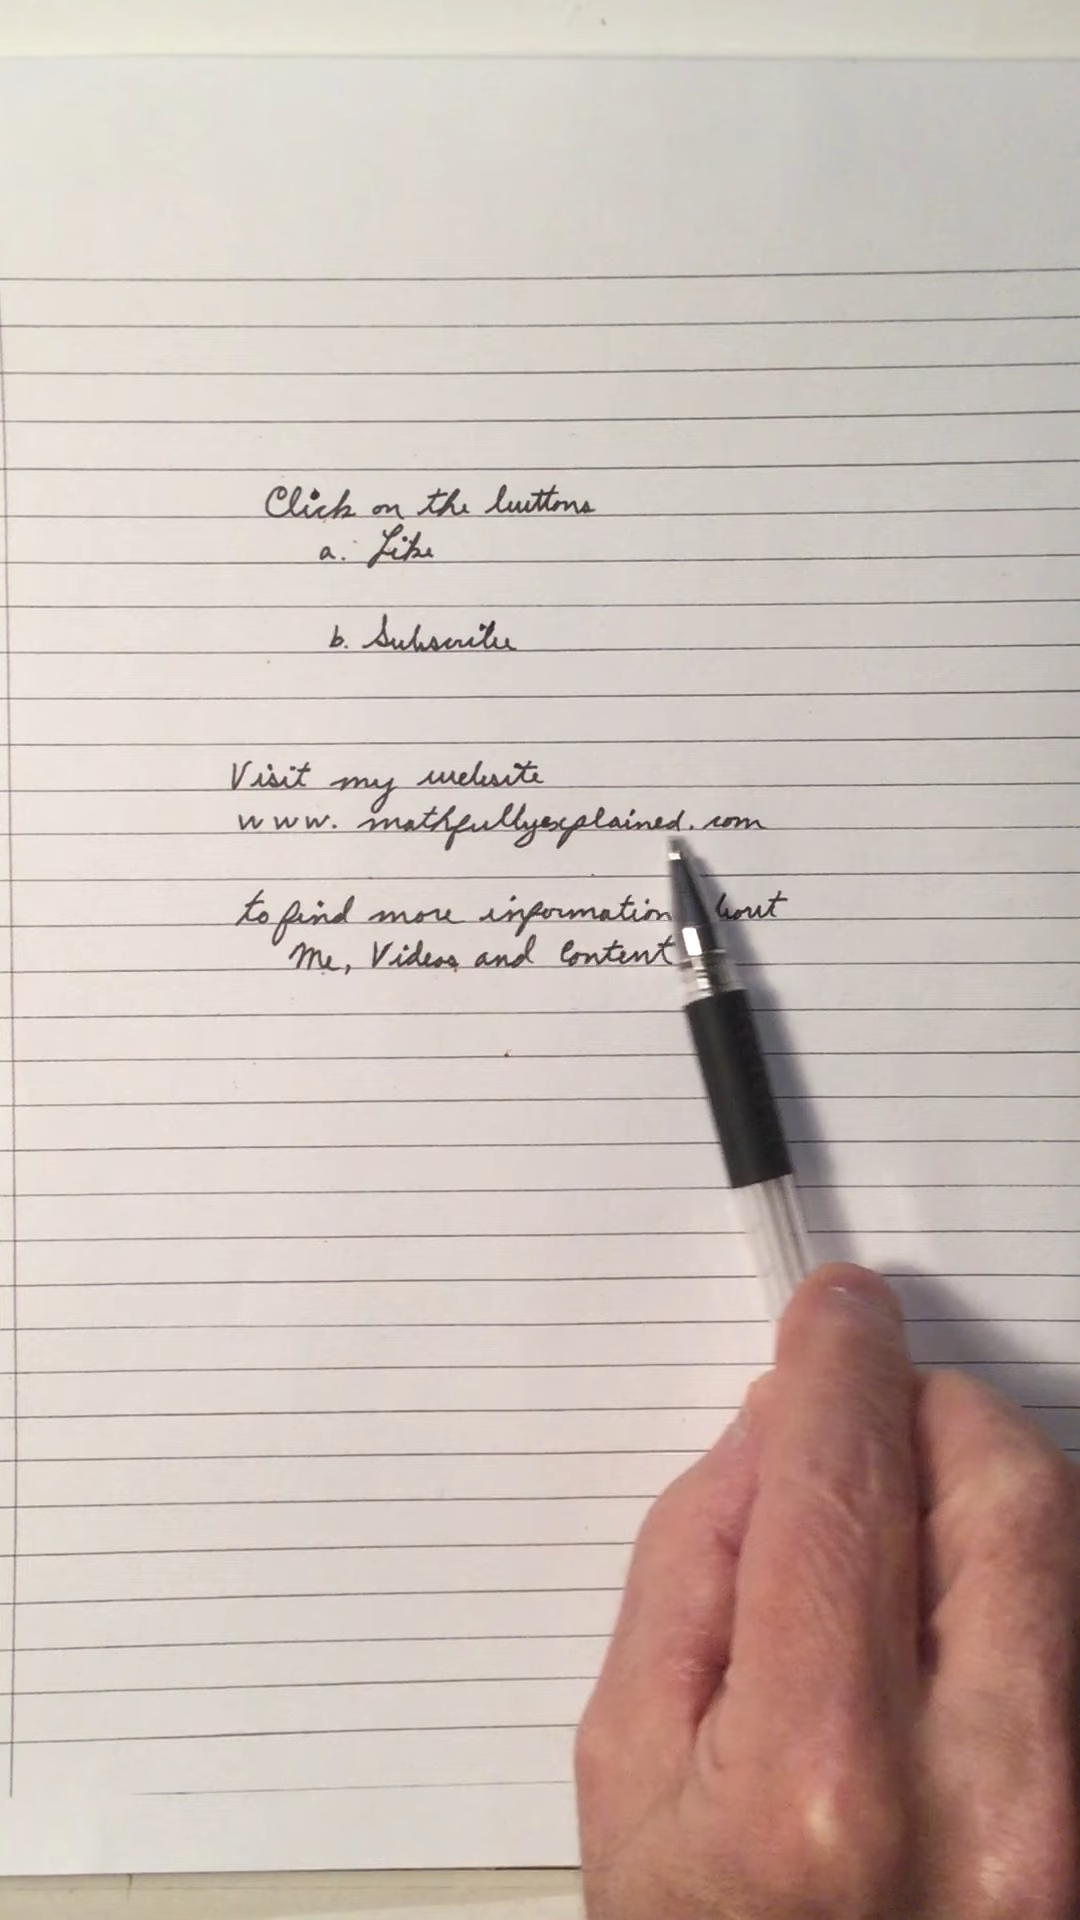 Click on the buttons
a. Like
b. Subscribe
Visit my website
www.mathfullyexplained.com
to find more information bout
Me, Videos and Content